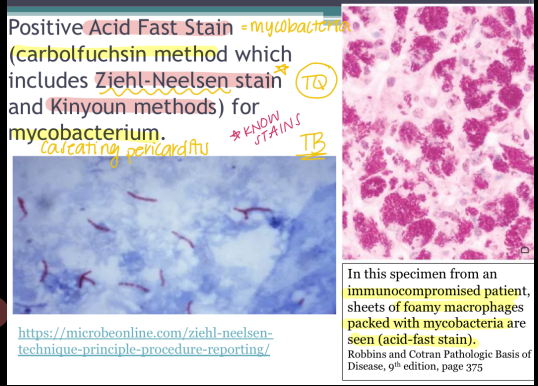 Positive Acid Fast Stain = mycobacteria
(carbolfuchsin method which
includes Ziehl-Neelsen stain
TQ
and Kinyoun methods) for
mycobacterium.
* KNOW
STAINS
caseating pericarditis
TB
D
In this specimen from an
immunocompromised patient,
sheets of foamy macrophages
packed with mycobacteria are
seen (acid-fast stain).
Robbins and Cotran Pathologic Basis of
Disease, 9th edition, page 375
https://microbeonline.com/ziehl-neelsen-
technique-principle-procedure-reporting/